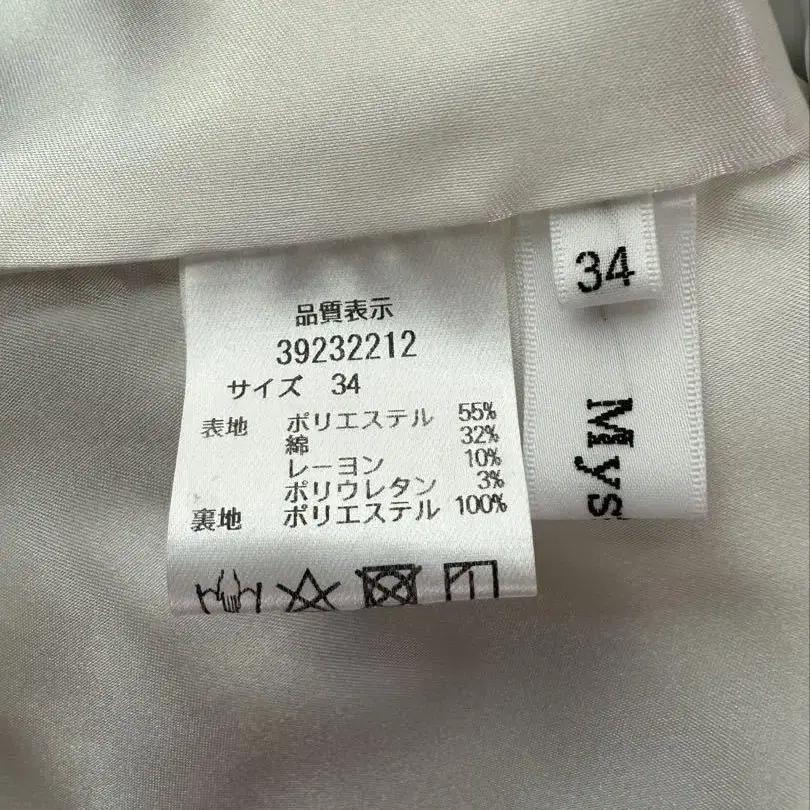 品質表示
39232212
サイズ 34
表地 ポリエステル 55%
綿 32%
レーヨン 10%
ポリウレタン 3%
裏地 ポリエステル 100%
34